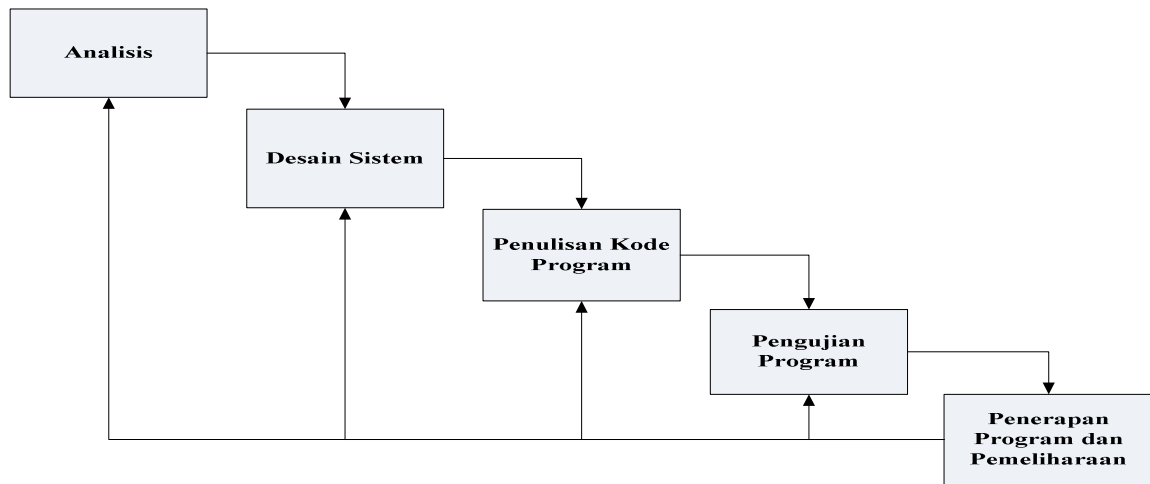 Analisis
Desain Sistem
Penulisan Kode
Program
Pengujian
Program
Penerapan
Program dan
Pemeliharaan